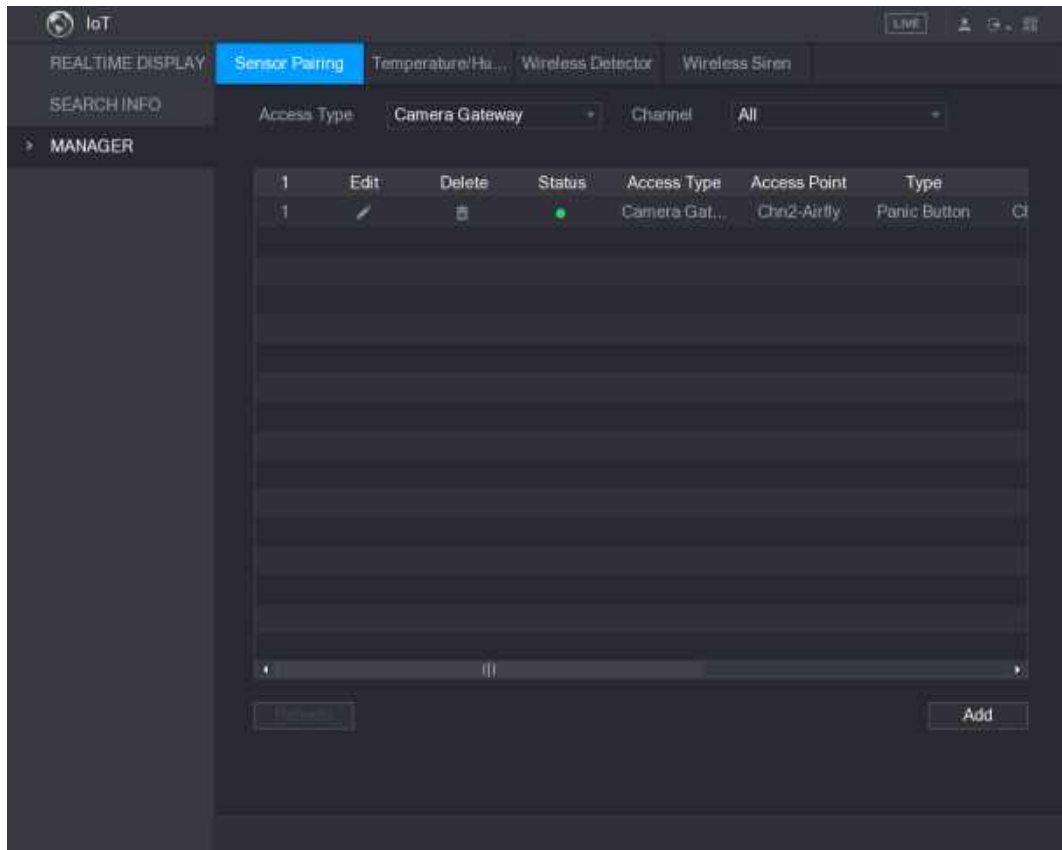 IoT
LIVE
REALTIME DISPLAY
Sensor Pairing
Temperature/Hu...
Wireless Detector
Wireless Siren
SEARCH INFO
Access Type
Camera Gateway
Channel
All
MANAGER
1 Edit Delete Status Access Type Access Point Type
1 Camera Gat... Chn2-Airfly Panic Button
Add